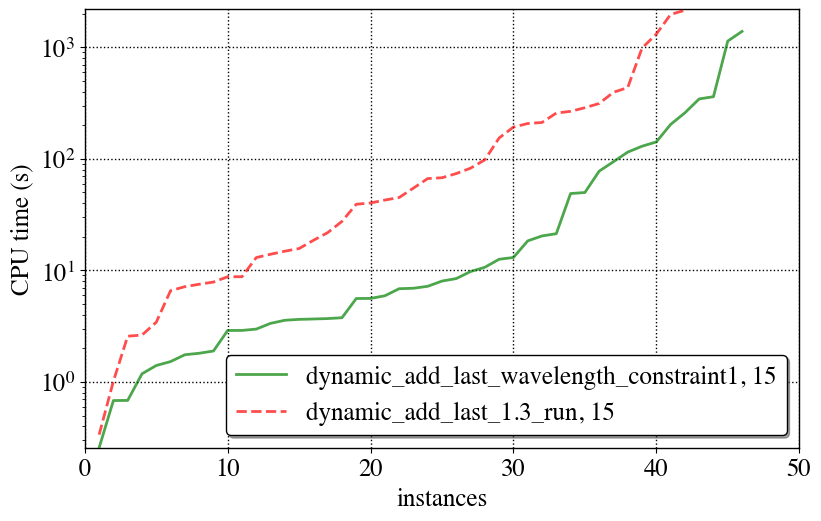 CPU time (s)
10³
10²
10¹
10⁰
dynamic_add_last_wavelength_constraint1, 15
dynamic_add_last_1.3_run, 15
0 10 20 30 40 50
instances